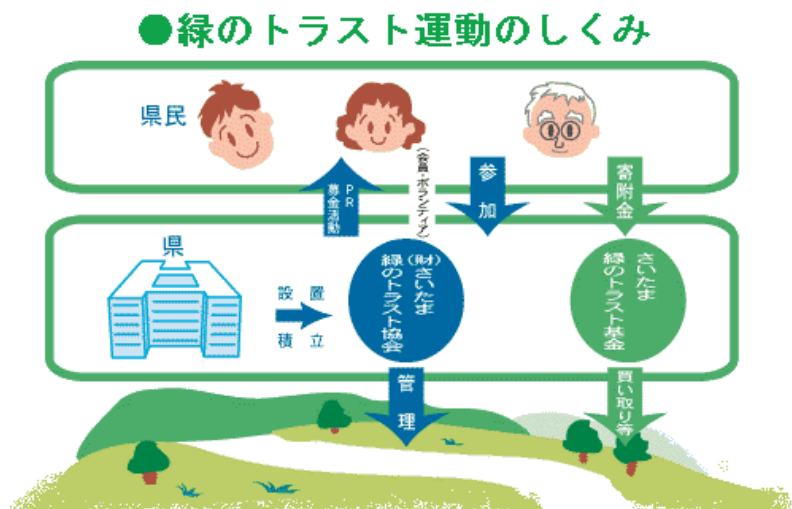 ●緑のトラスト運動のしくみ
県民
PR
募金活動
（会員・ボランティア）
参加
寄附金
県
設置
積立
（財）さいたま
緑のトラスト協会
さいたま
緑のトラスト基金
管理
買い取り等